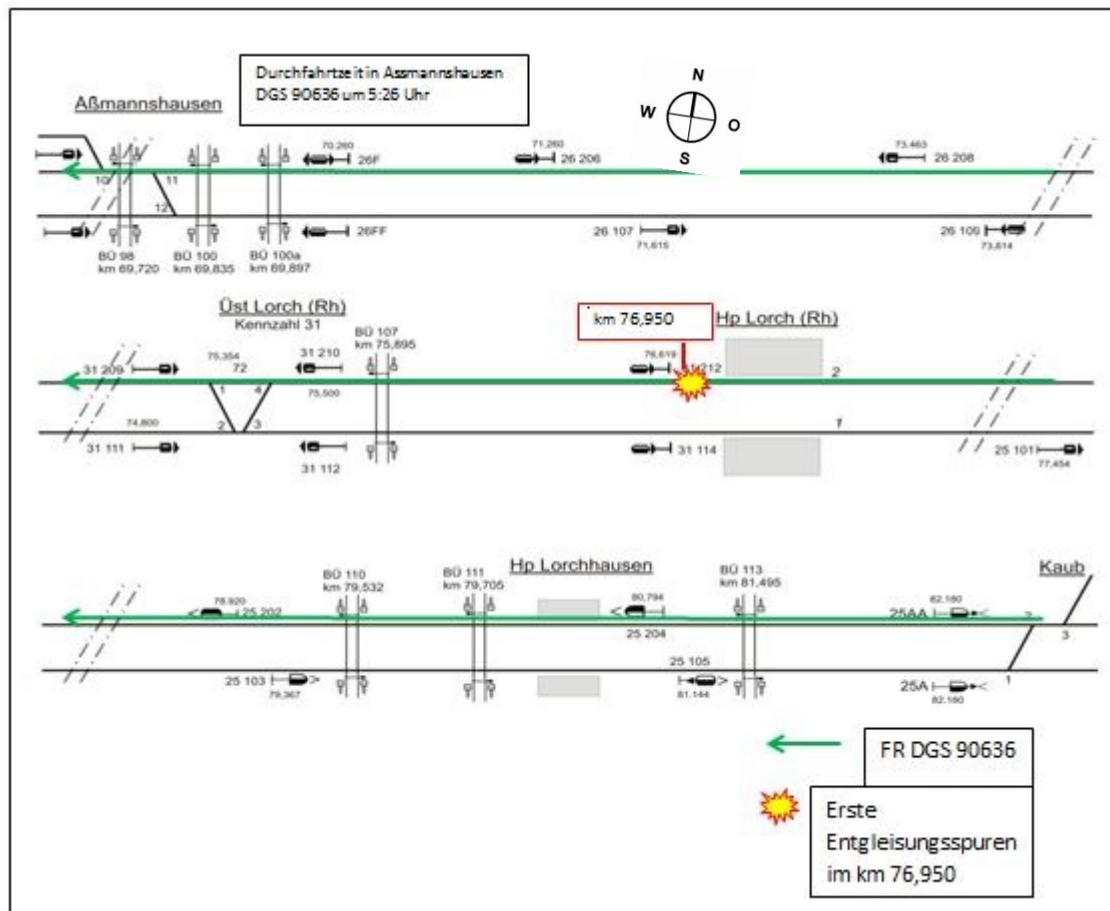 Durchfahrtzeit in Assmannshausen
DGS 90636 um 5:26 Uhr
N
W
O
S
Aßmannshausen
70.260
26F
71.260
26 206
73.463
26 208
10
11
12
26FF
26 107
71,615
26 109
73,614
BÜ 98
km 69,720
BÜ 100
km 69,835
BÜ 100a
km 69,897
Üst Lorch (Rh)
Kennzahl 31
km 76,950
Hp Lorch (Rh)
BÜ 107
km 75,895
31 209
75,354
72
31 210
75,500
76,619
212
2
1
4
2
3
1
74,800
31 111
31 112
31 114
25 101
77,454
BÜ 110
km 79,532
BÜ 111
km 79,705
Hp Lorchhausen
BÜ 113
km 81,495
Kaub
78.920
25 202
80,794
25 204
25AA
82,180
3
25 103
79,367
25 105
81.144
25A
82,180
1
FR DGS 90636
Erste
Entgleisungsspuren
im km 76,950